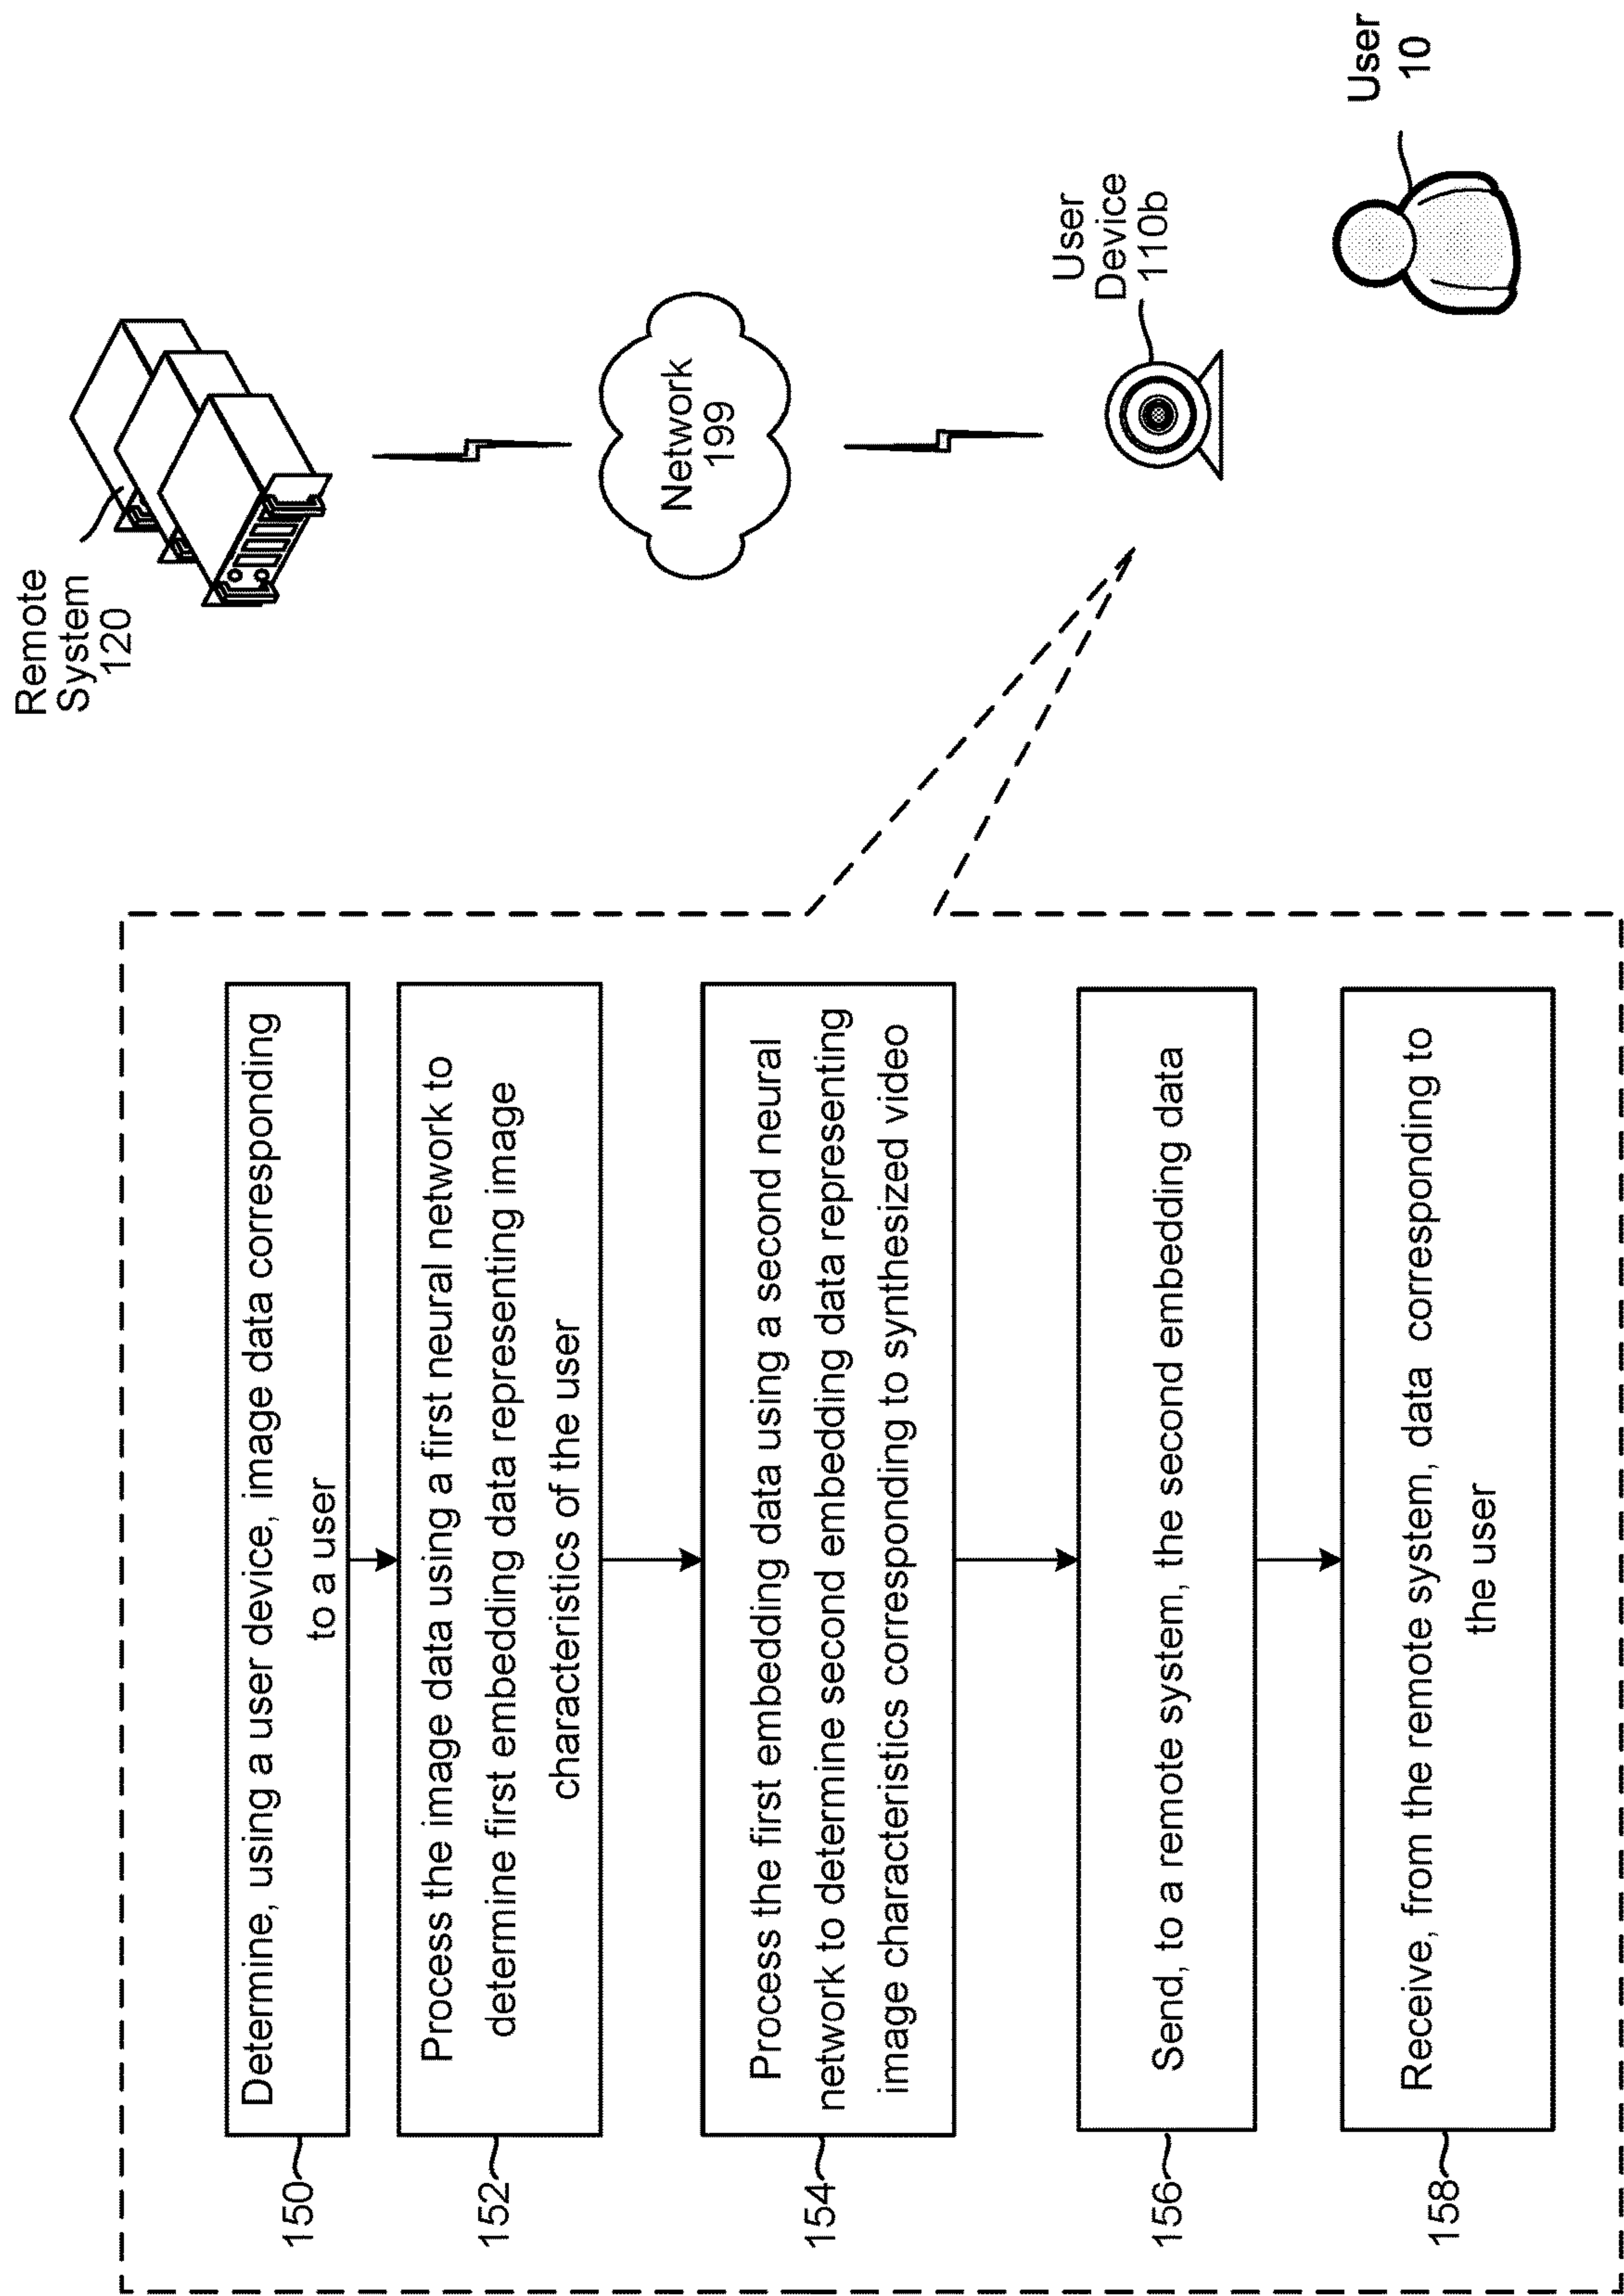 150
Determine, using a user device, image data corresponding
to a user
152
Process the image data using a first neural network to
determine first embedding data representing image
characteristics of the user
154
Process the first embedding data using a second neural
network to determine second embedding data representing
image characteristics corresponding to synthesized video
156
Send, to a remote system, the second embedding data
158
Receive, from the remote system, data corresponding to
the user
Remote
System
120
Network
199
User
Device
110b
User
10